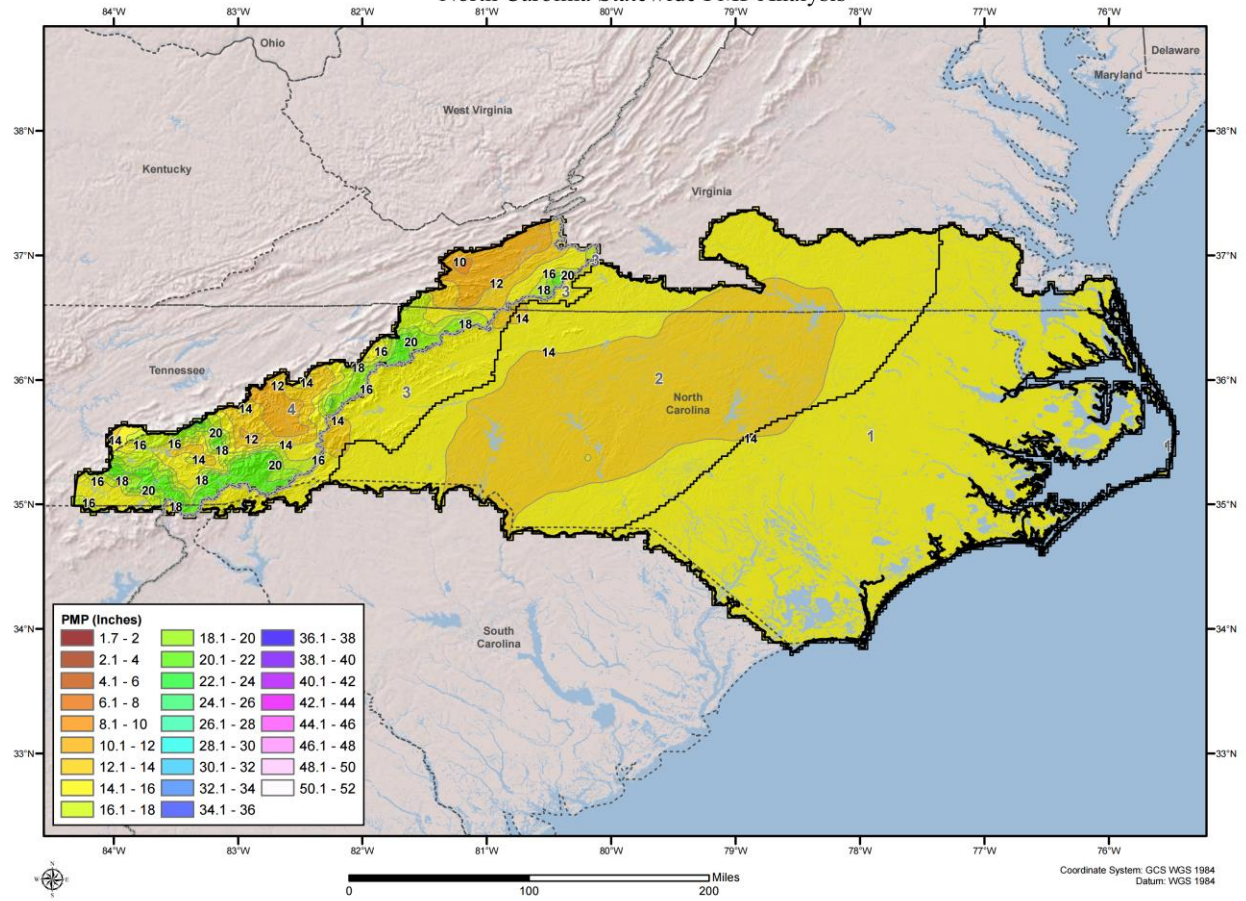 North Carolina Statewide PMP Analysis
84°W 83°W 82°W 81°W 80°W 79°W 78°W 77°W 76°W
Ohio
Delaware
Maryland
West Virginia
38°N 38°N
Kentucky
Virginia
37°N 37°N
10
16 20
12
18
3
14
18
20
14
16
Tennessee
18
36°N 36°N
12 14
16
3
2
14
4
North
Carolina
14
20
14 16 16
12 14
18
14
1
14
16
20
16 18
18
20
16
18
35°N 35°N
34°N 34°N
South
Carolina
33°N 33°N
PMP (Inches)
1.7 - 2 18.1 - 20 36.1 - 38
2.1 - 4 20.1 - 22 38.1 - 40
4.1 - 6 22.1 - 24 40.1 - 42
6.1 - 8 24.1 - 26 42.1 - 44
8.1 - 10 26.1 - 28 44.1 - 46
10.1 - 12 28.1 - 30 46.1 - 48
12.1 - 14 30.1 - 32 48.1 - 50
14.1 - 16 32.1 - 34 50.1 - 52
16.1 - 18 34.1 - 36
84°W 83°W 82°W 81°W 80°W 79°W 78°W 77°W 76°W
Miles
0 100 200
Coordinate System: GCS WGS 1984
Datum: WGS 1984